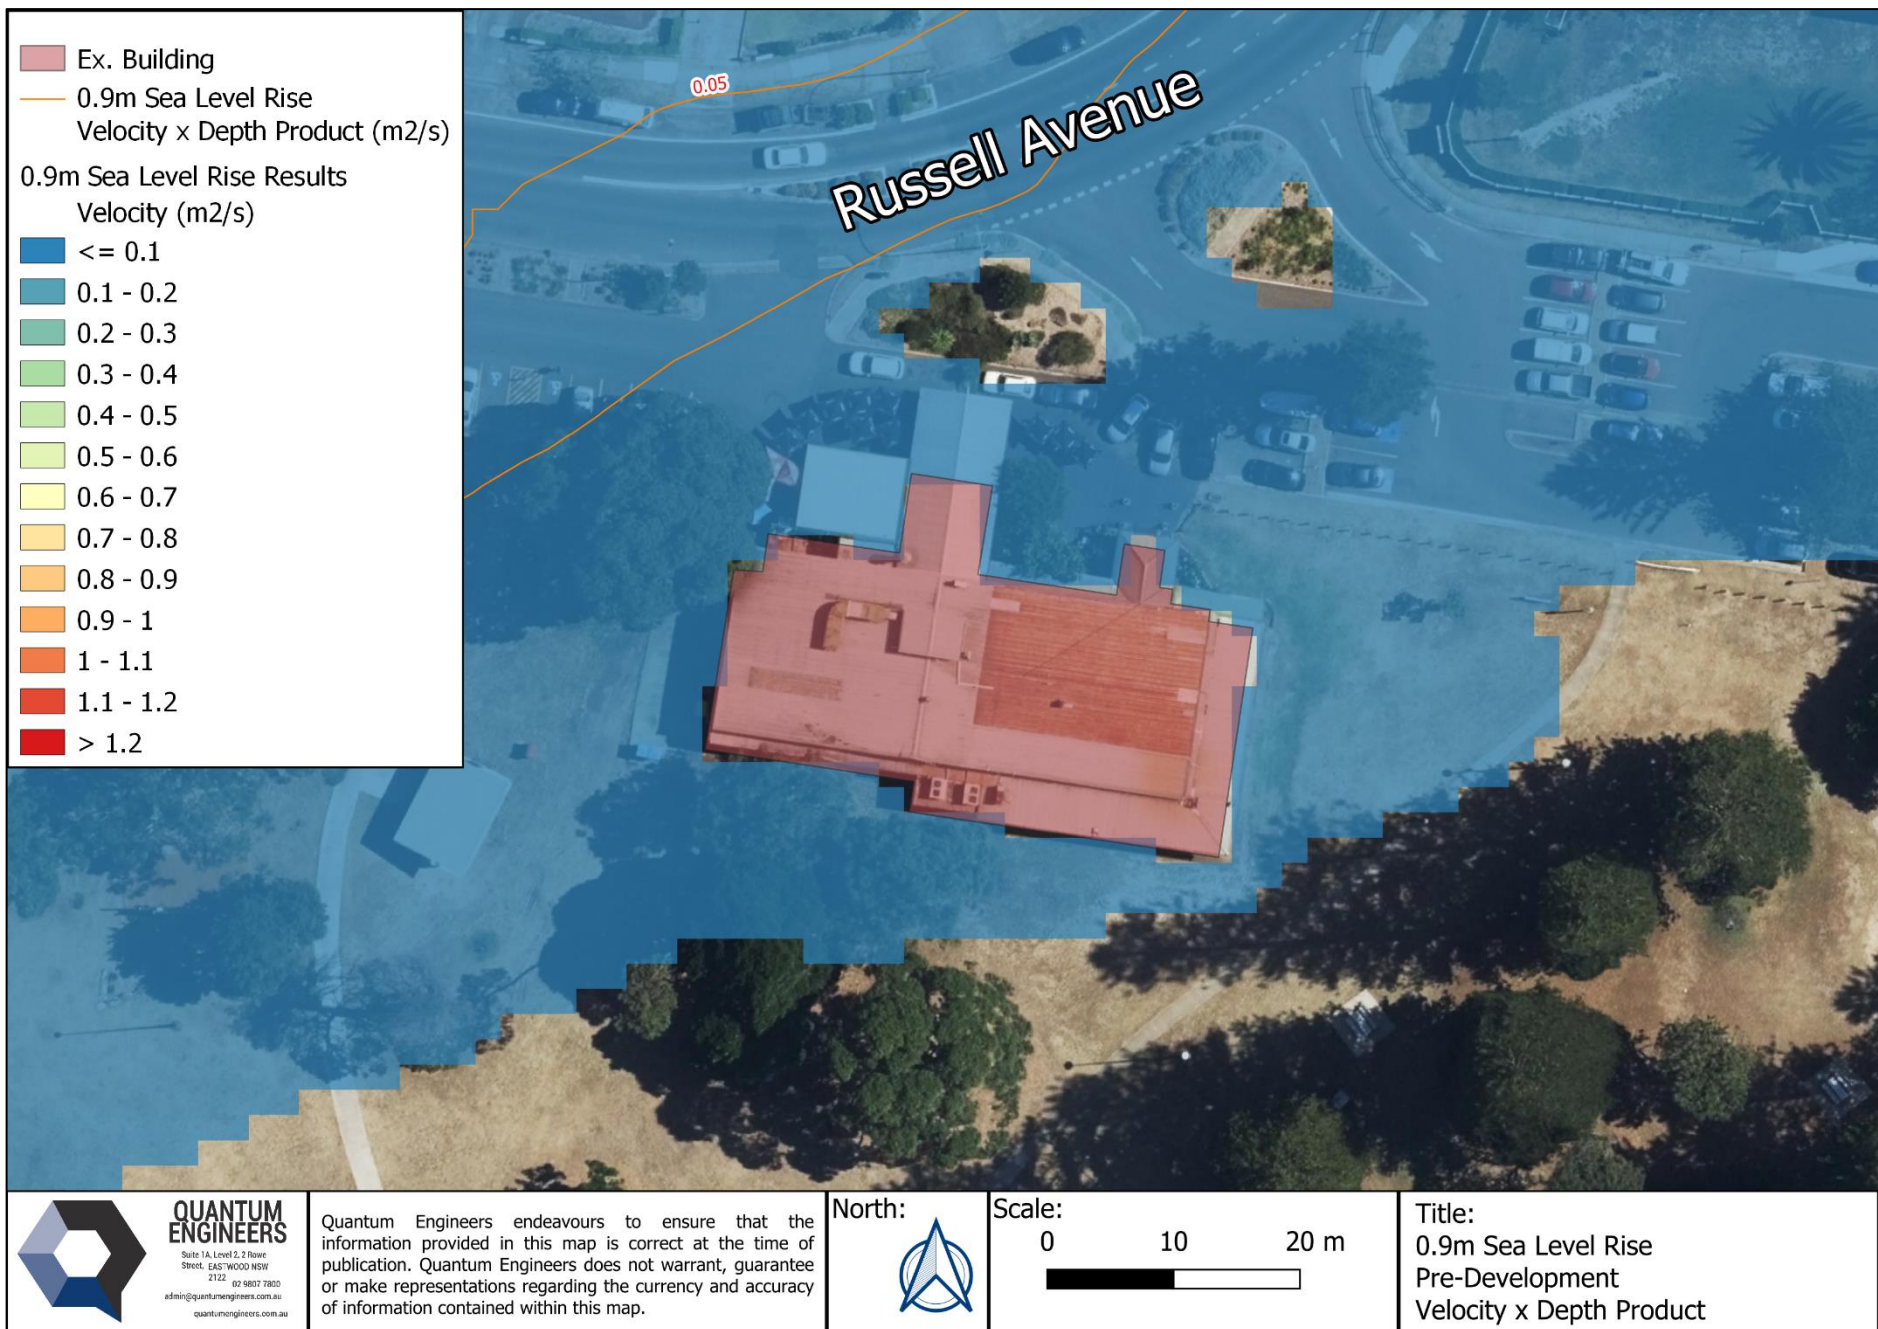 Ex. Building
0.9m Sea Level Rise
Velocity x Depth Product (m2/s)
0.9m Sea Level Rise Results
Velocity (m2/s)
<= 0.1
0.1 - 0.2
0.2 - 0.3
0.3 - 0.4
0.4 - 0.5
0.5 - 0.6
0.6 - 0.7
0.7 - 0.8
0.8 - 0.9
0.9 - 1
1 - 1.1
1.1 - 1.2
> 1.2
0.05
Russell Avenue
QUANTUM
ENGINEERS
Suite 1A, Level 2, 2 Rowe
Street, EASTWOOD NSW
2122
02 9807 7800
admin@quantumengineers.com.au
quantumengineers.com.au
Quantum Engineers endeavours to ensure that the
information provided in this map is correct at the time of
publication. Quantum Engineers does not warrant, guarantee
or make representations regarding the currency and accuracy
of information contained within this map.
North:
Scale:
0 10 20 m
Title:
0.9m Sea Level Rise
Pre-Development
Velocity x Depth Product